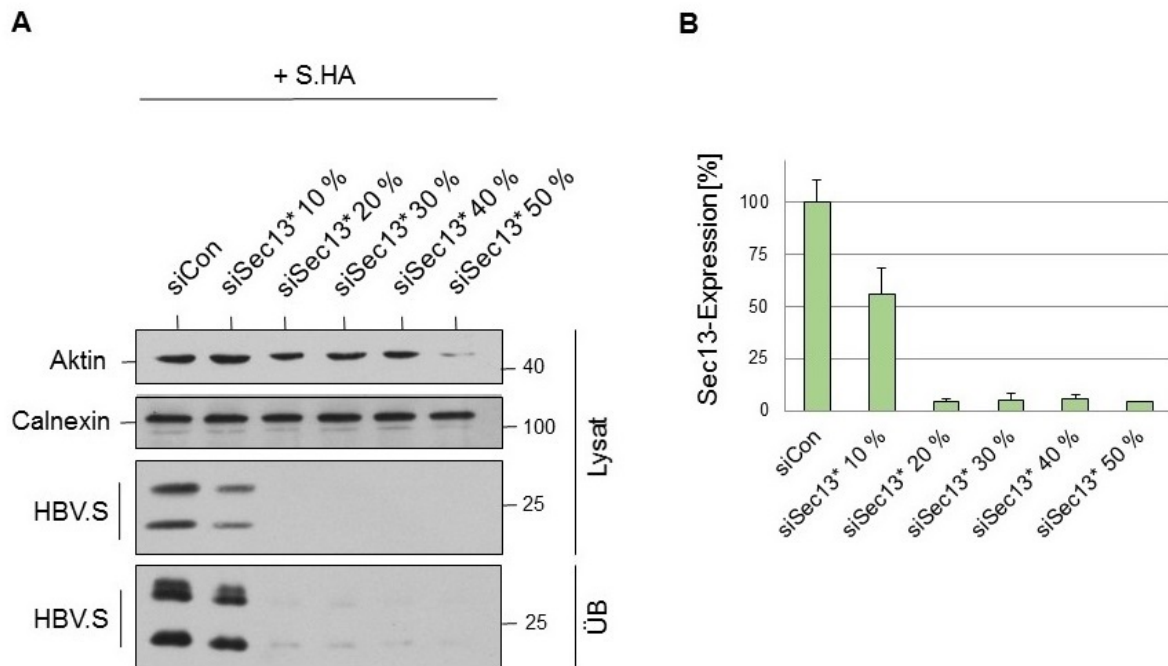 A
+ S.HA
siCon
siSec13* 10 %
siSec13* 20 %
siSec13* 30 %
siSec13* 40 %
siSec13* 50 %
Aktin
40
Calnexin
100
HBV.S
25
Lysat
HBV.S
25
ÜB
B
Sec13-Expression[%]
100
75
50
25
0
siCon
siSec13* 10 %
siSec13* 20 %
siSec13* 30 %
siSec13* 40 %
siSec13* 50 %